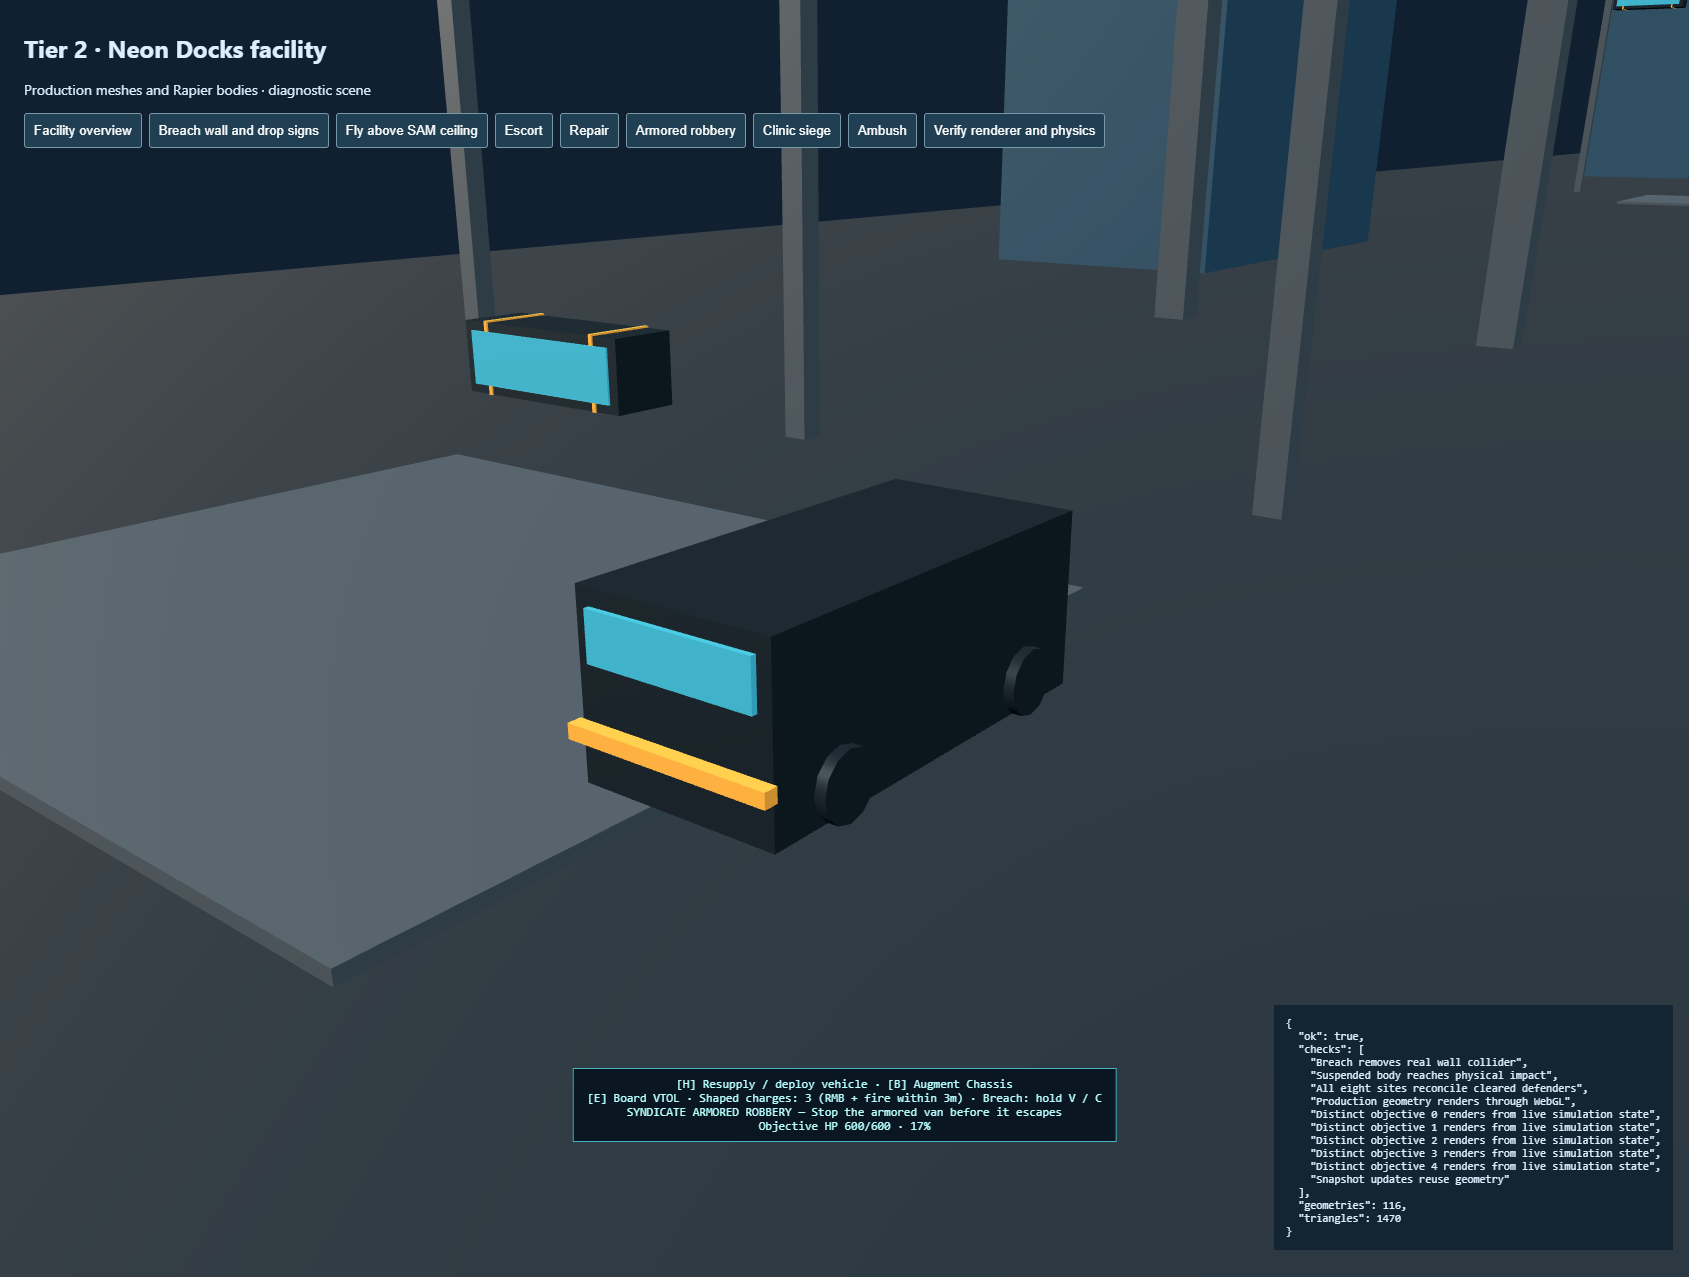 Tier 2 · Neon Docks facility
Production meshes and Rapier bodies · diagnostic scene
Facility overview
Breach wall and drop signs
Fly above SAM ceiling
Escort
Repair
Armored robbery
Clinic siege
Ambush
Verify renderer and physics
[H] Resupply / deploy vehicle · [B] Augment Chassis
[E] Board VTOL · Shaped charges: 3 (RMB + fire within 3m) · Breach: hold V / C
SYNDICATE ARMORED ROBBERY — Stop the armored van before it escapes
Objective HP 600/600 · 17%
{
"ok": true,
"checks": [
"Breach removes real wall collider",
"Suspended body reaches physical impact",
"All eight sites reconcile cleared defenders",
"Production geometry renders through WebGL",
"Distinct objective 0 renders from live simulation state",
"Distinct objective 1 renders from live simulation state",
"Distinct objective 2 renders from live simulation state",
"Distinct objective 3 renders from live simulation state",
"Distinct objective 4 renders from live simulation state",
"Snapshot updates reuse geometry"
],
"geometries": 116,
"triangles": 1470
}